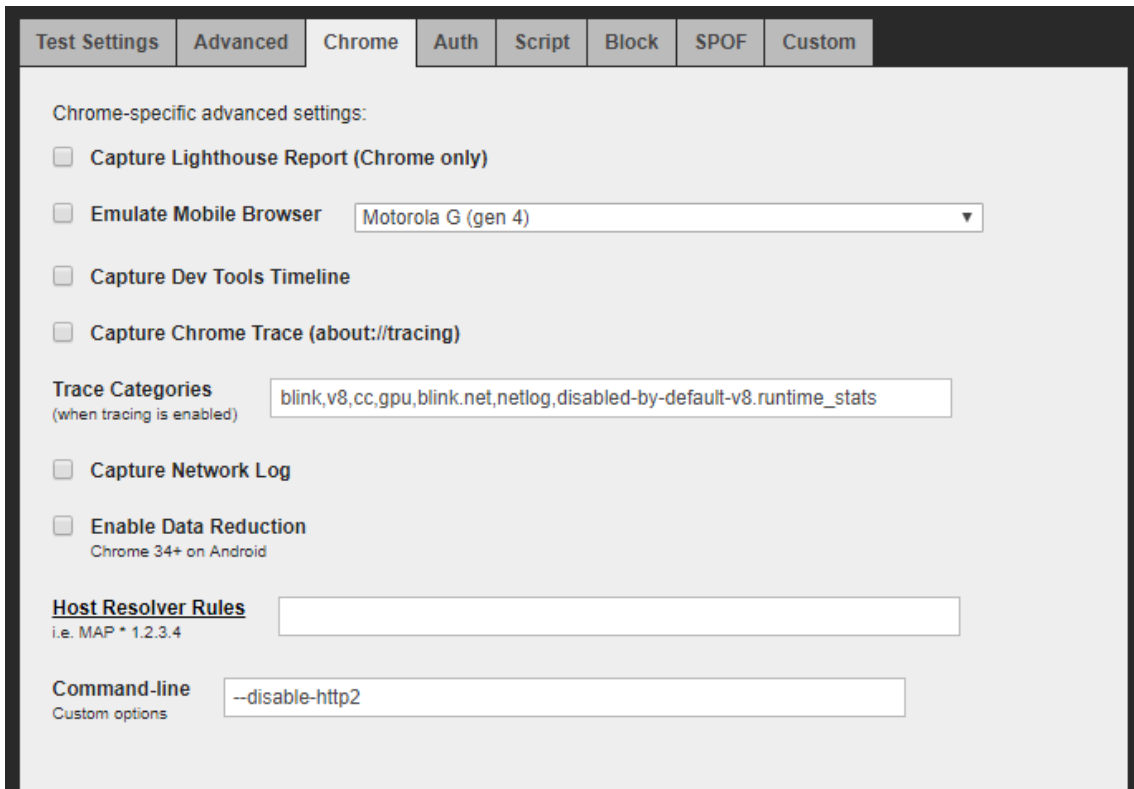 Test Settings Advanced Chrome Auth Script Block SPOF Custom
Chrome-specific advanced settings:
Capture Lighthouse Report (Chrome only)
Emulate Mobile Browser Motorola G (gen 4)
Capture Dev Tools Timeline
Capture Chrome Trace (about://tracing)
Trace Categories
(when tracing is enabled)
blink,v8,cc,gpu,blink.net,netlog,disabled-by-default-v8.runtime_stats
Capture Network Log
Enable Data Reduction
Chrome 34+ on Android
Host Resolver Rules
i.e. MAP * 1.2.3.4
Command-line
Custom options
--disable-http2